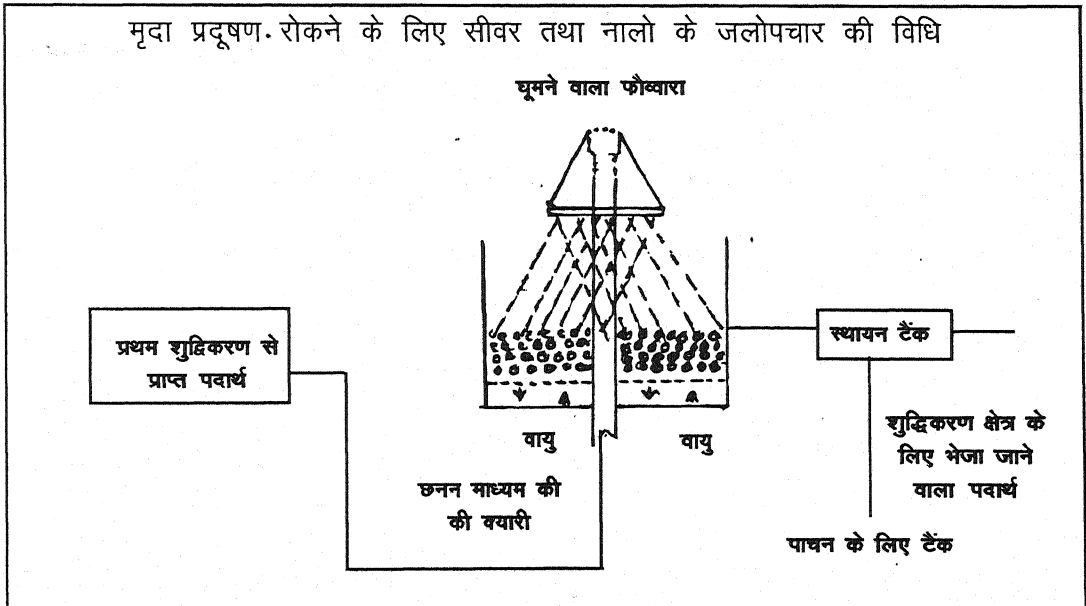 मृदा प्रदूषण. रोकने के लिए सीवर तथा नालो के जलोपचार की विधि
घूमने वाला फौव्वारा
प्रथम शुद्विकरण से
प्राप्त पदार्थ
स्थायन टैंक
वायु
वायु
शुद्धिकरण क्षेत्र के
लिए भेजा जाने
वाला पदार्थ
छनन माध्यम की
की क्यारी
पाचन के लिए टैंक